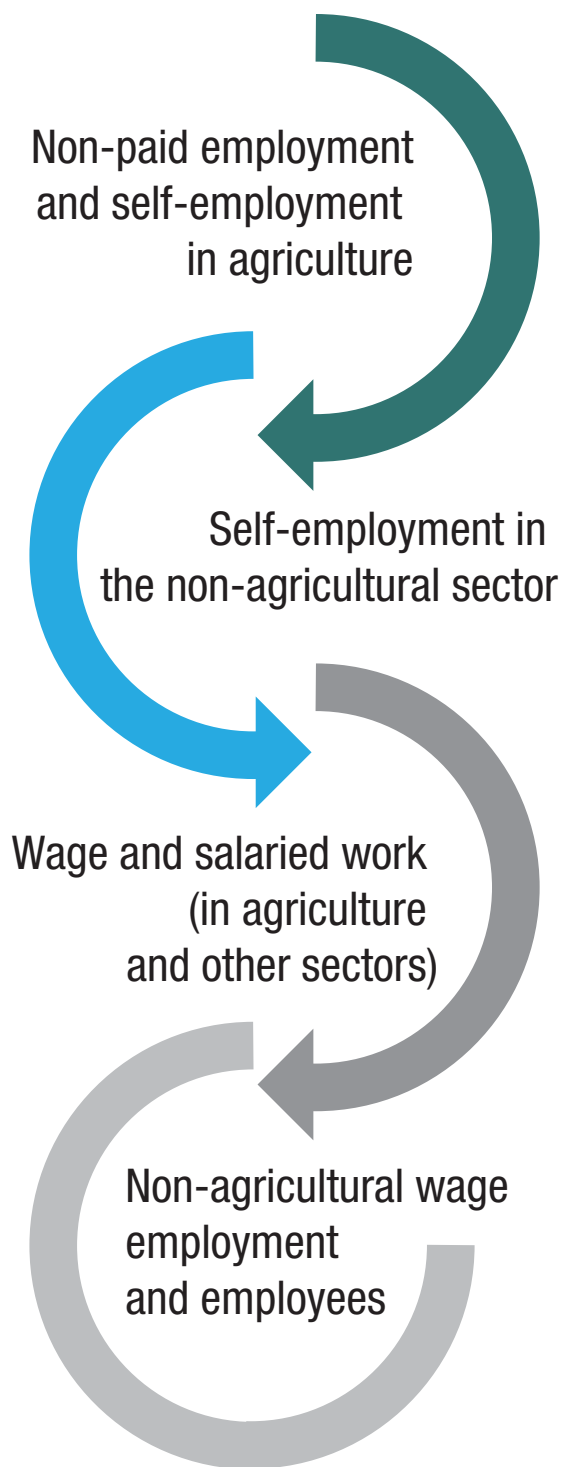 Non-paid employment
and self-employment
in agriculture
Self-employment in
the non-agricultural sector
Wage and salaried work
(in agriculture
and other sectors)
Non-agricultural wage
employment
and employees